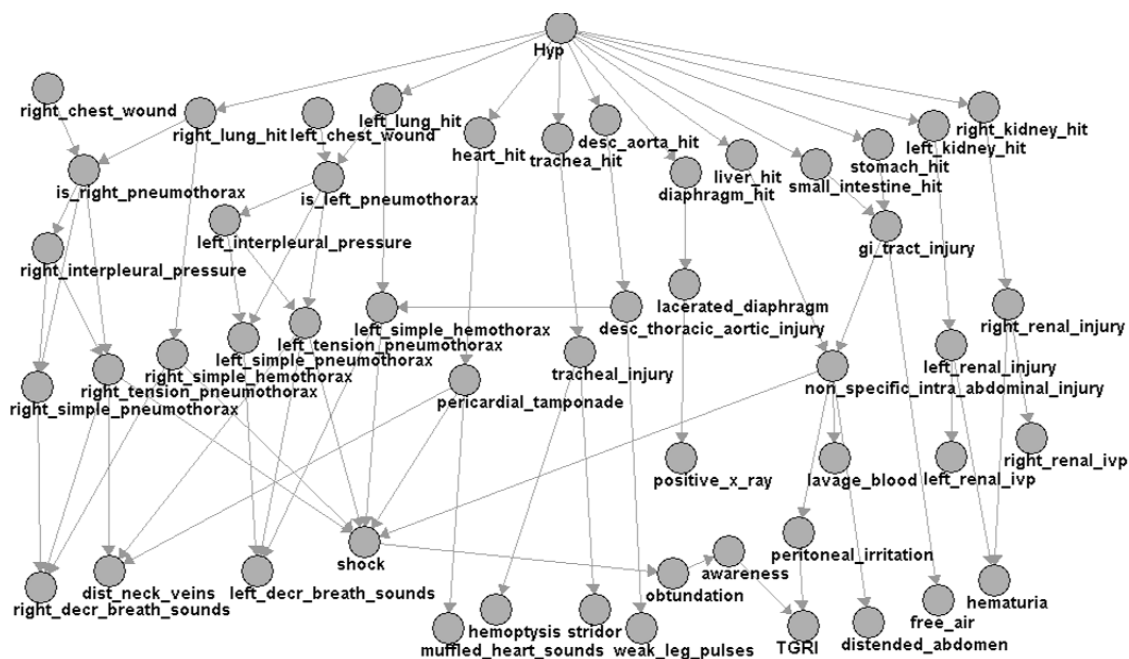 Hyp
right_chest_wound
right_lung_hit
left_chest_wound
left_lung_hit
heart_hit
trachea_hit
desc_aorta_hit
diaphragm_hit
liver_hit
small_intestine_hit
stomach_hit
left_kidney_hit
right_kidney_hit
is_right_pneumothorax
is_left_pneumothorax
gi_tract_injury
left_interpleural_pressure
right_interpleural_pressure
lacerated_diaphragm
desc_thoracic_aortic_injury
right_renal_injury
left_simple_hemothorax
left_tension_pneumothorax
left_simple_pneumothorax
left_renal_injury
right_simple_hemothorax
right_tension_pneumothorax
right_simple_pneumothorax
tracheal_injury
pericardial_tamponade
non_specific_intra_abdominal_injury
right_renal_ivp
positive_x_ray
lavage_blood
left_renal_ivp
shock
peritoneal_irritation
awareness
obtundation
dist_neck_veins
left_decr_breath_sounds
right_decr_breath_sounds
hematuria
free_air
hemoptysis
stridor
muffled_heart_sounds
weak_leg_pulses
TGRI
distended_abdomen